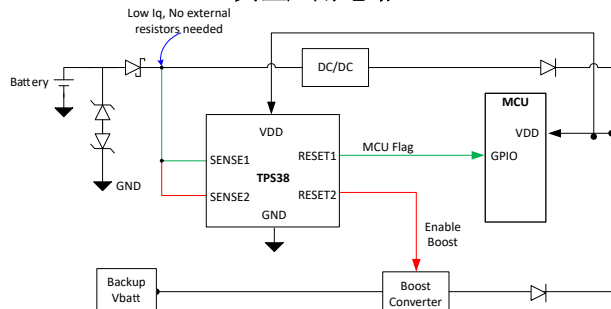 Low Iq, No external
resistors needed
Battery
DC/DC
MCU
VDD
VDD
SENSE1
RESET1
MCU Flag
GPIO
TPS38
SENSE2
RESET2
GND
GND
Enable
Boost
Backup
Vbatt
Boost
Converter